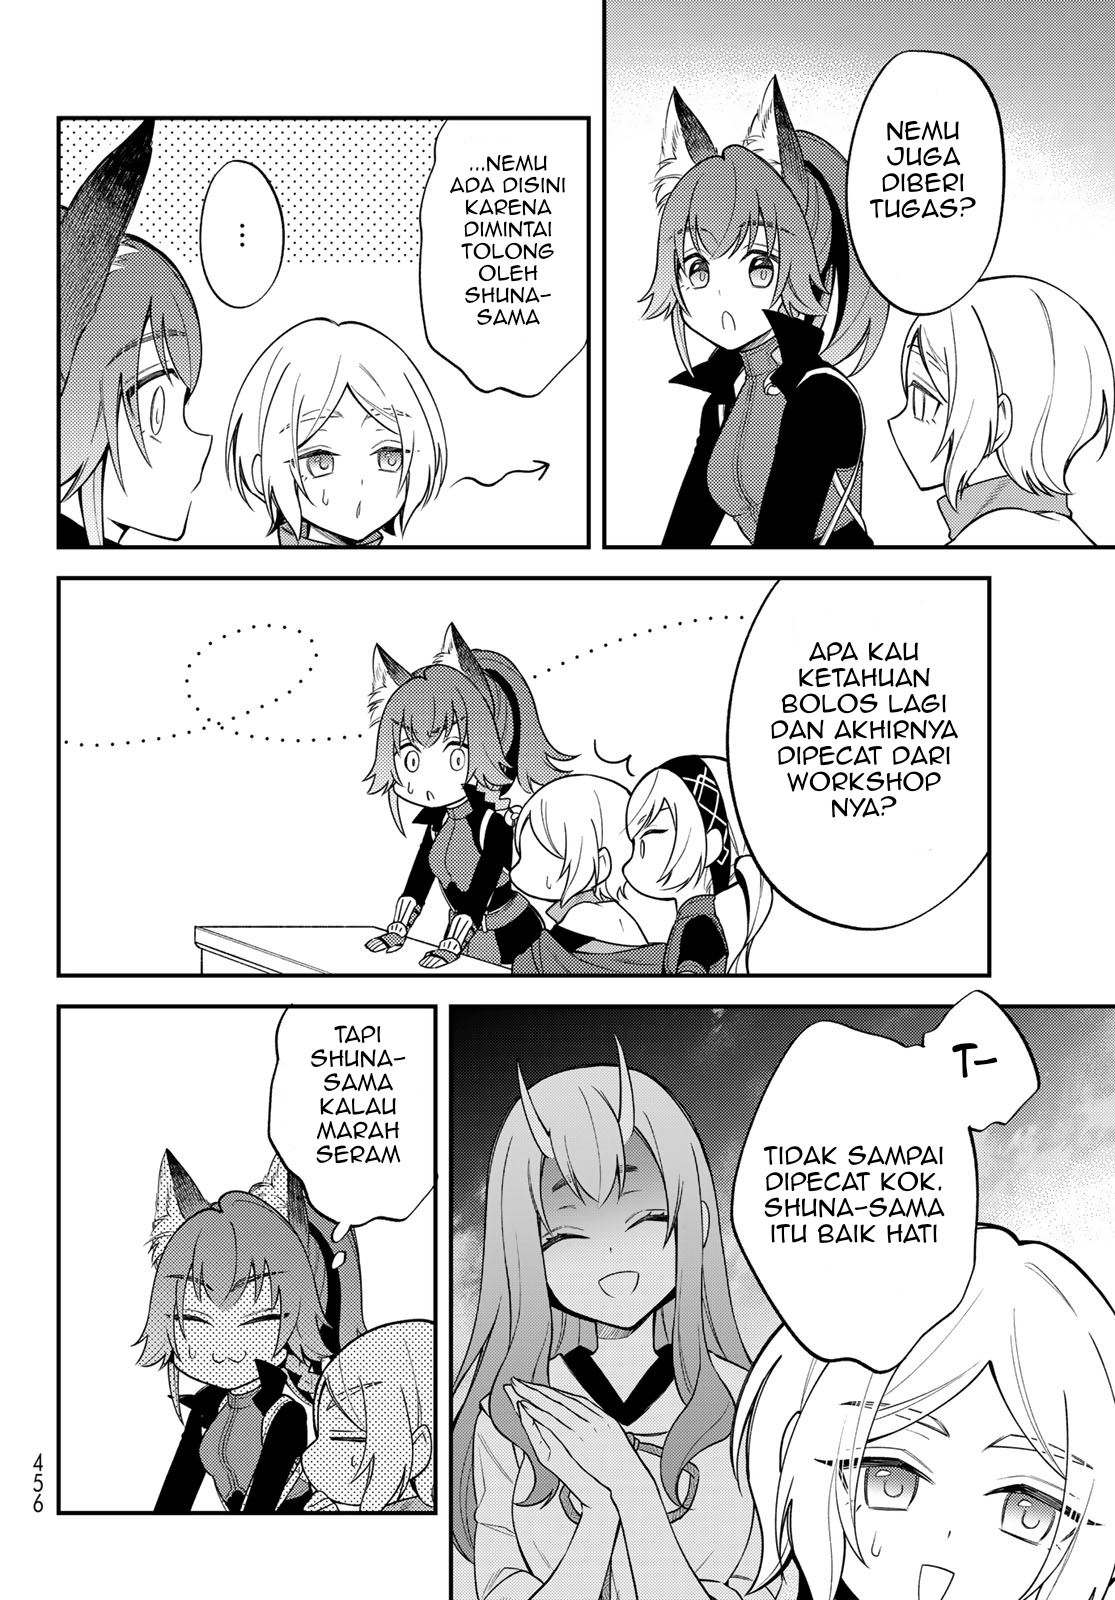 NEMU
JUGA
DIBERI
TUGAS?
...NEMU
ADA DISINI
KARENA
DIMINTAI
TOLONG
OLEH
SHUNA-
SAMA
...
APA KAU
KETAHUAN
BOLOS LAGI
DAN AKHIRNYA
DIPECAT DARI
WORKSHOP
NYA?
T-
TIDAK SAMPAI
DIPECAT KOK.
SHUNA-SAMA
ITU BAIK HATI
TAPI
SHUNA-
SAMA
KALAU
MARAH
SERAM
456